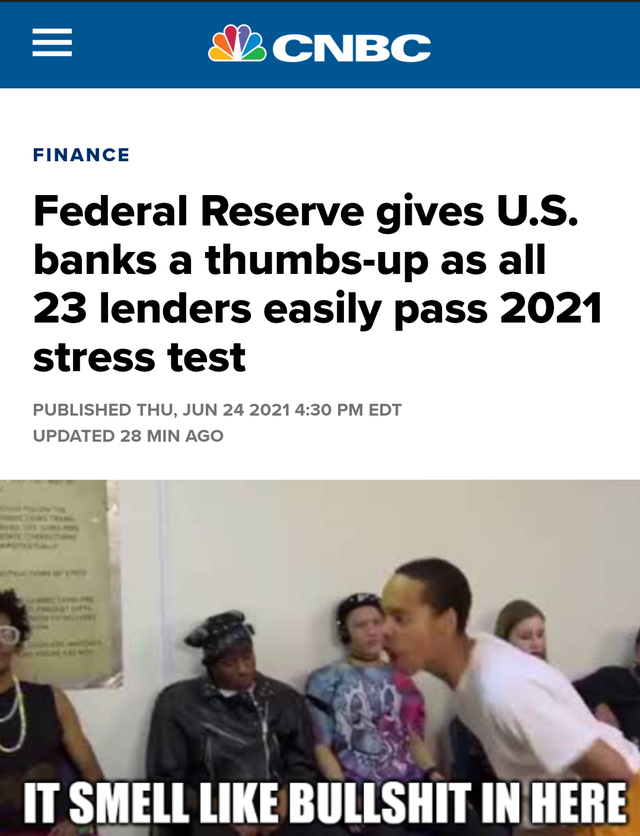 CNBC
FINANCE
Federal Reserve gives U.S.
banks a thumbs-up as all
23 lenders easily pass 2021
stress test
PUBLISHED THU, JUN 24 2021 4:30 PM EDT
UPDATED 28 MIN AGO
IT SMELL LIKE BULLSHIT IN HERE